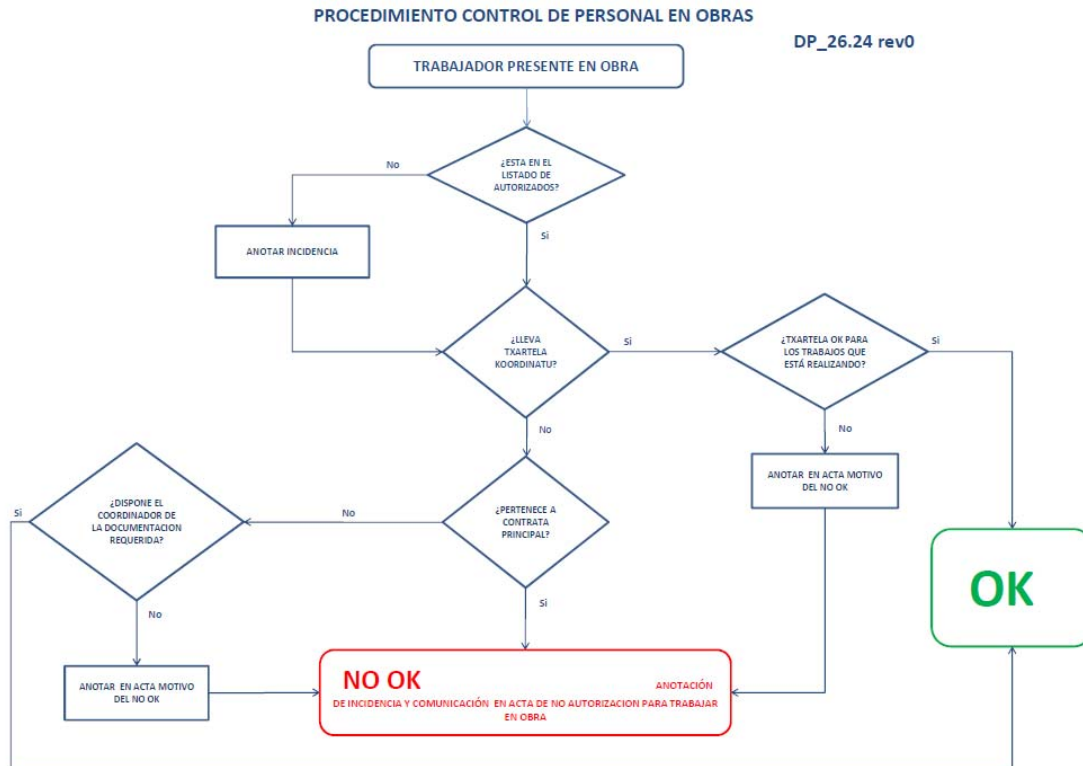 PROCEDIMIENTO CONTROL DE PERSONAL EN OBRAS
DP_26.24 rev0
TRABAJADOR PRESENTE EN OBRA
¿ESTA EN EL
LISTADO DE
AUTORIZADOS?
No
Si
ANOTAR INCIDENCIA
¿LLEVA
TXARTELA
KOORDINATU?
Si
¿TXARTELA OK PARA
LOS TRABAJOS QUE
ESTÁ REALIZANDO?
Si
No
No
ANOTAR EN ACTA MOTIVO
DEL NO OK
¿PERTENECE A
CONTRATA
PRINCIPAL?
No
Si
¿DISPONE EL
COORDINADOR DE
LA DOCUMENTACION
REQUERIDA?
Si
No
ANOTAR EN ACTA MOTIVO
DEL NO OK
NO OK ANOTACIÓN
DE INCIDENCIA Y COMUNICACIÓN EN ACTA DE NO AUTORIZACION PARA TRABAJAR
EN OBRA
OK